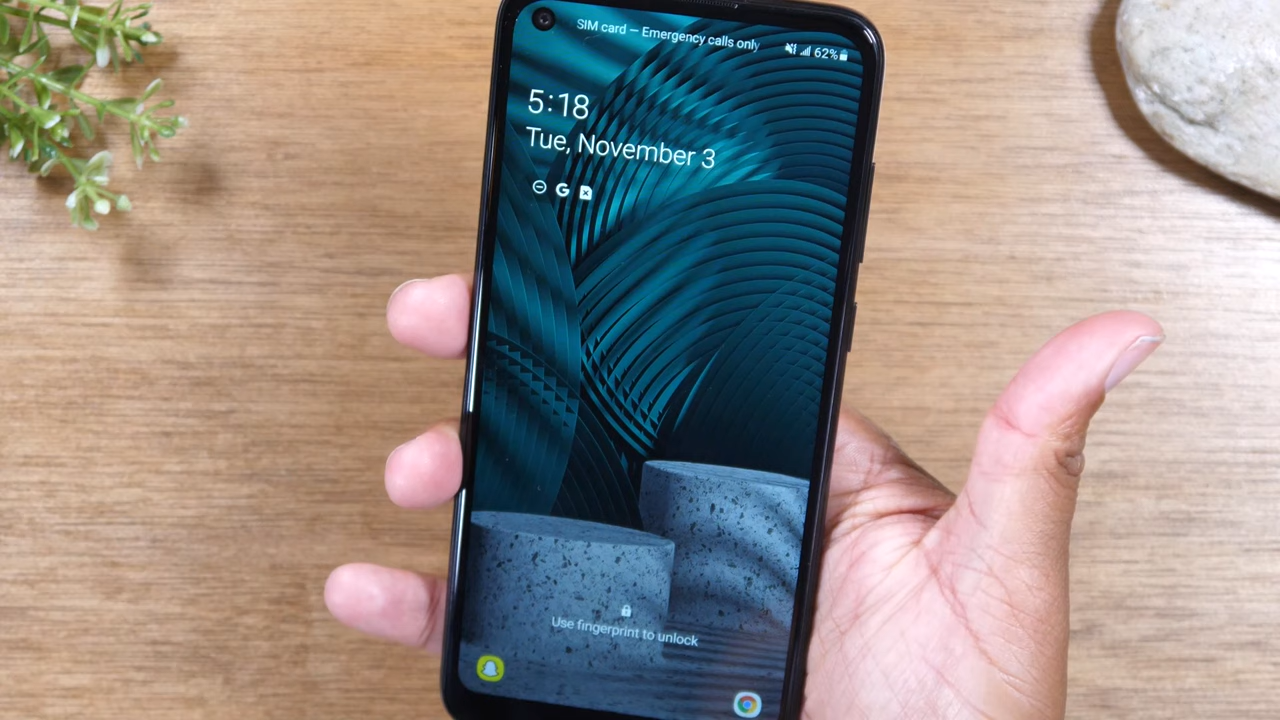 SIM card — Emergency calls only
62%
5:18
Tue, November 3
G
Use fingerprint to unlock